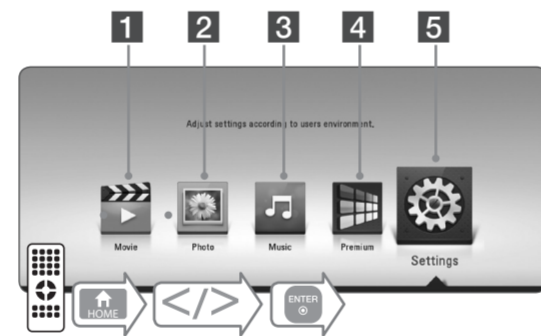 1 2 3 4 5
Adjust settings according to users environment.
Movie Photo Music Premium Settings
HOME </> ENTER